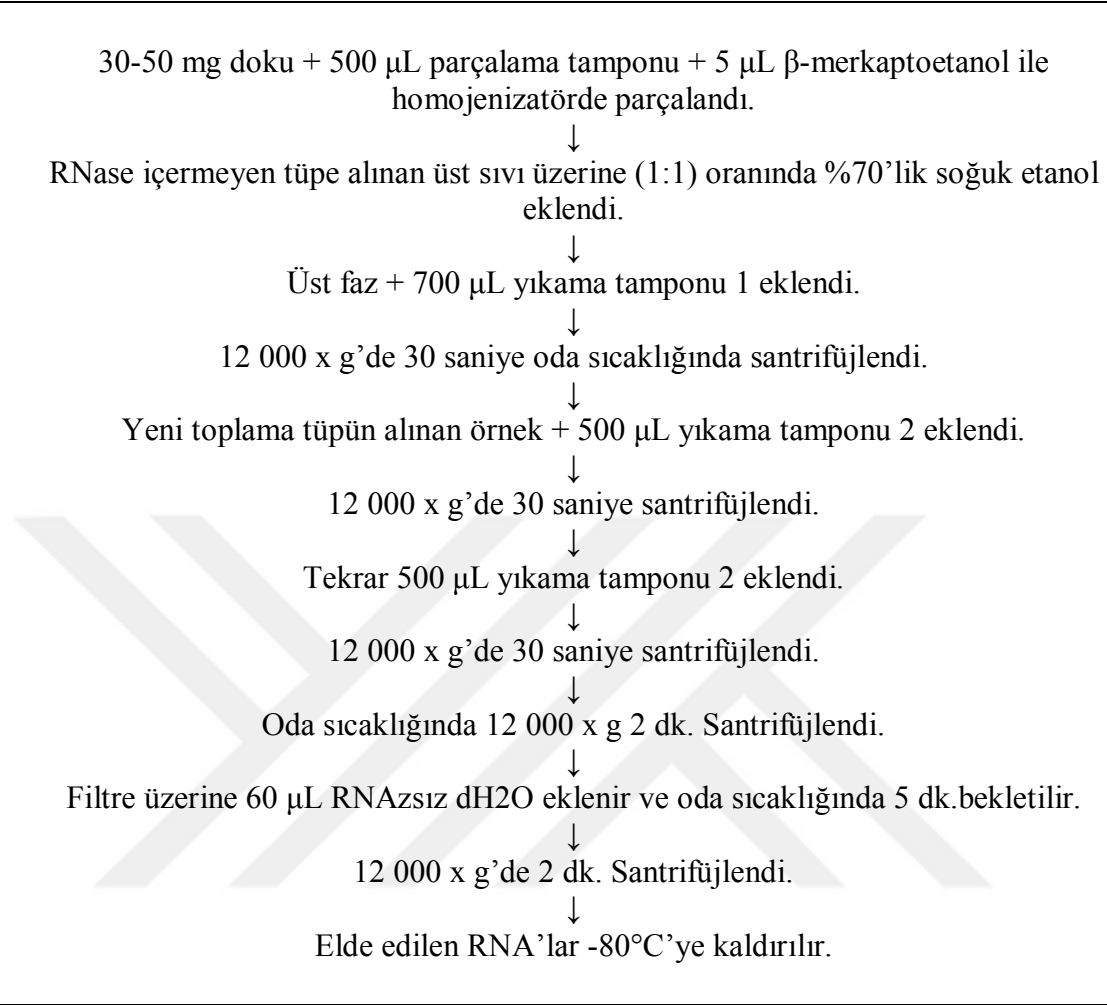 30-50 mg doku + 500 μL parçalama tamponu + 5 μL β-merkaptoetanol ile
homojenizatörde parçalandı.
↓
RNase içermeyen tüpe alınan üst sıvı üzerine (1:1) oranında %70’lik soğuk etanol
eklendi.
↓
Üst faz + 700 μL yıkama tamponu 1 eklendi.
↓
12 000 x g’de 30 saniye oda sıcaklığında santrifüjlendi.
↓
Yeni toplama tüpün alınan örnek + 500 μL yıkama tamponu 2 eklendi.
↓
12 000 x g’de 30 saniye santrifüjlendi.
↓
Tekrar 500 μL yıkama tamponu 2 eklendi.
↓
12 000 x g’de 30 saniye santrifüjlendi.
↓
Oda sıcaklığında 12 000 x g 2 dk. Santrifüjlendi.
↓
Filtre üzerine 60 μL RNAzsız dH2O eklenir ve oda sıcaklığında 5 dk.bekletilir.
↓
12 000 x g’de 2 dk. Santrifüjlendi.
↓
Elde edilen RNA’lar -80°C’ye kaldırılır.